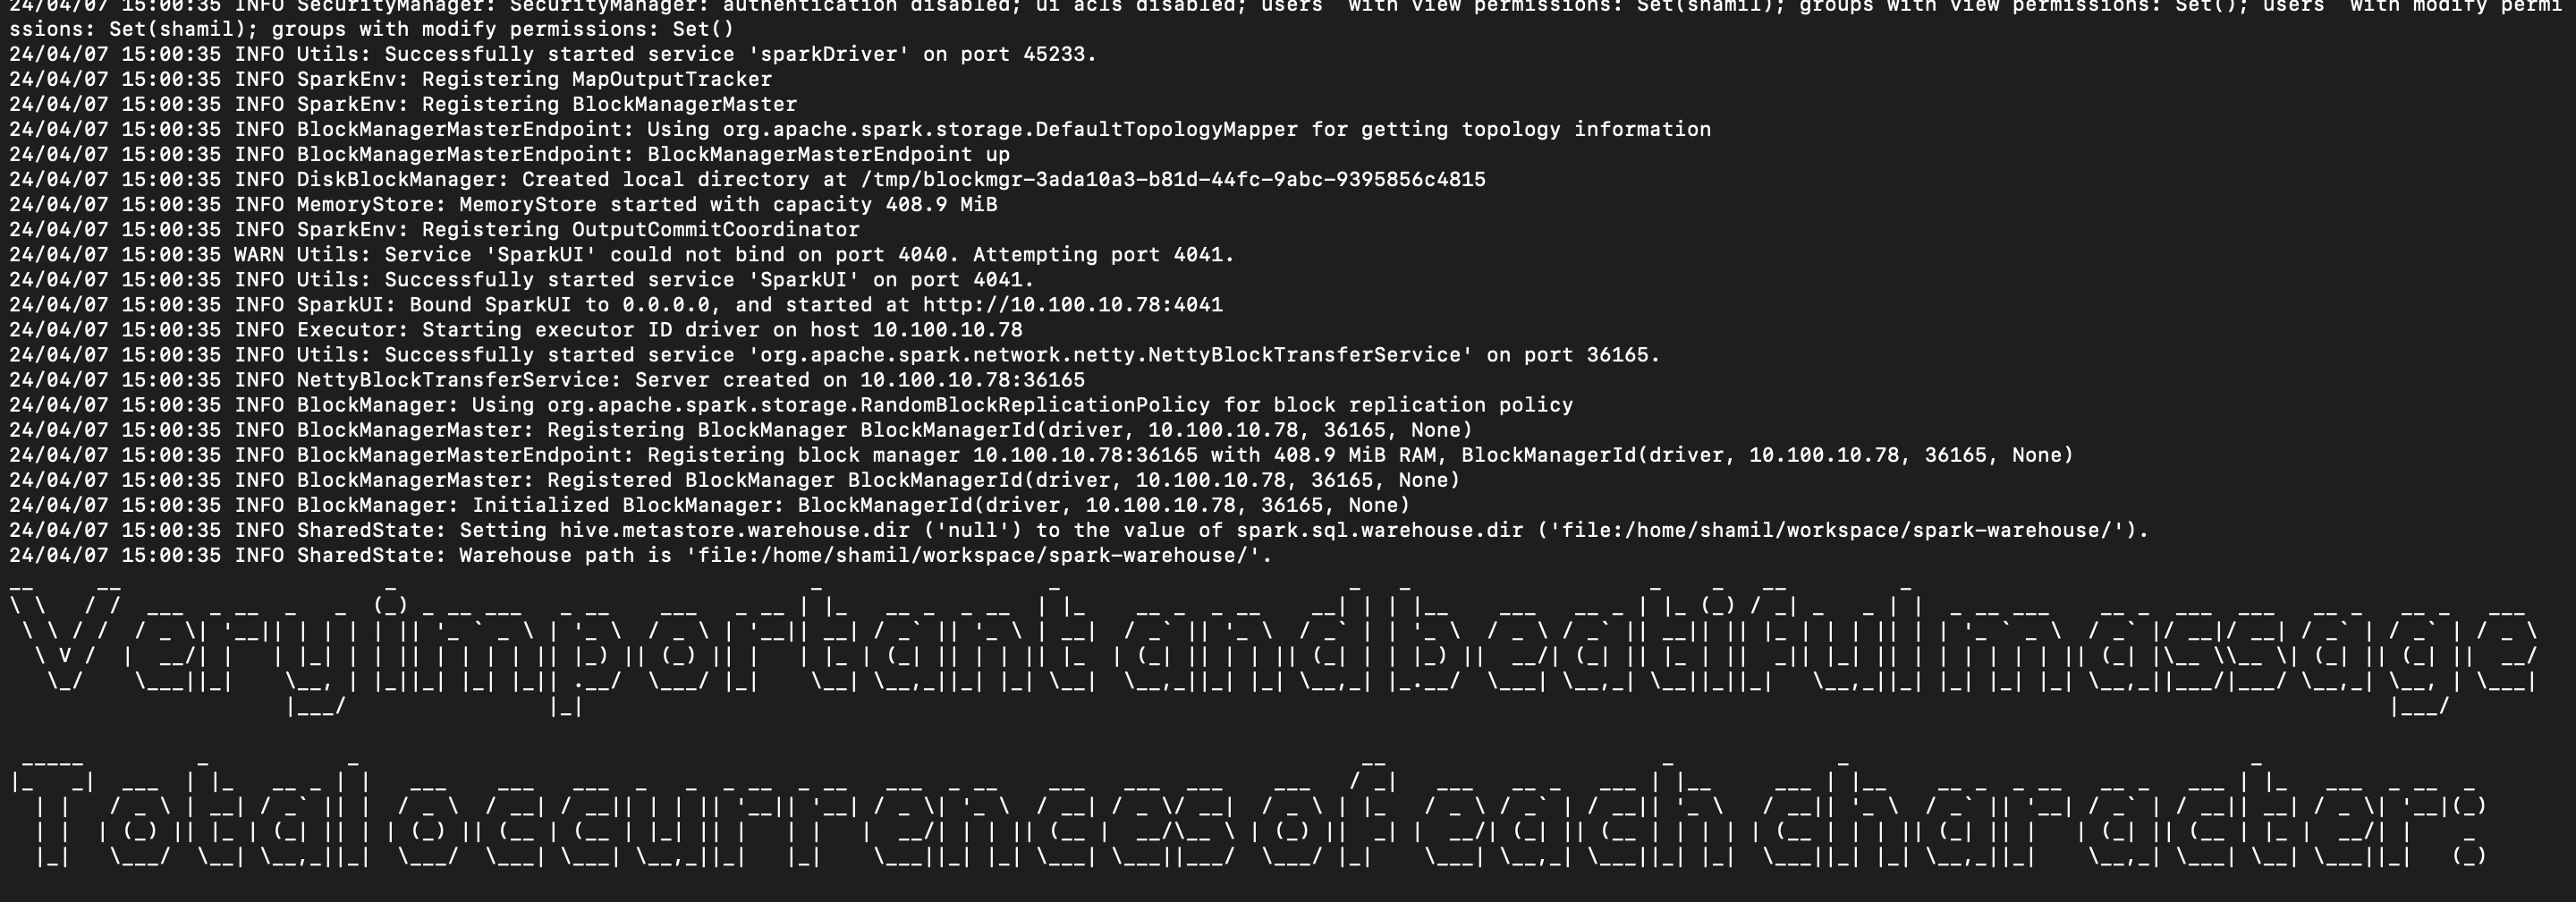 24/04/07 15:00:35 INFO SecurityManager: SecurityManager: authentication disabled; ui acls disabled; users  with view permissions: Set(shamil); groups with view permissions: Set(); users  with modify permi
ssions: Set(shamil); groups with modify permissions: Set()
24/04/07 15:00:35 INFO Utils: Successfully started service 'sparkDriver' on port 45233.
24/04/07 15:00:35 INFO SparkEnv: Registering MapOutputTracker
24/04/07 15:00:35 INFO SparkEnv: Registering BlockManagerMaster
24/04/07 15:00:35 INFO BlockManagerMasterEndpoint: Using org.apache.spark.storage.DefaultTopologyMapper for getting topology information
24/04/07 15:00:35 INFO BlockManagerMasterEndpoint: BlockManagerMasterEndpoint up
24/04/07 15:00:35 INFO DiskBlockManager: Created local directory at /tmp/blockmgr-3ada10a3-b81d-44fc-9abc-9395856c4815
24/04/07 15:00:35 INFO MemoryStore: MemoryStore started with capacity 408.9 MiB
24/04/07 15:00:35 INFO SparkEnv: Registering OutputCommitCoordinator
24/04/07 15:00:35 WARN Utils: Service 'SparkUI' could not bind on port 4040. Attempting port 4041.
24/04/07 15:00:35 INFO Utils: Successfully started service 'SparkUI' on port 4041.
24/04/07 15:00:35 INFO SparkUI: Bound SparkUI to 0.0.0.0, and started at http://10.100.10.78:4041
24/04/07 15:00:35 INFO Executor: Starting executor ID driver on host 10.100.10.78
24/04/07 15:00:35 INFO Utils: Successfully started service 'org.apache.spark.network.netty.NettyBlockTransferService' on port 36165.
24/04/07 15:00:35 INFO NettyBlockTransferService: Server created on 10.100.10.78:36165
24/04/07 15:00:35 INFO BlockManager: Using org.apache.spark.storage.RandomBlockReplicationPolicy for block replication policy
24/04/07 15:00:35 INFO BlockManagerMaster: Registering BlockManager BlockManagerId(driver, 10.100.10.78, 36165, None)
24/04/07 15:00:35 INFO BlockManagerMasterEndpoint: Registering block manager 10.100.10.78:36165 with 408.9 MiB RAM, BlockManagerId(driver, 10.100.10.78, 36165, None)
24/04/07 15:00:35 INFO BlockManagerMaster: Registered BlockManager BlockManagerId(driver, 10.100.10.78, 36165, None)
24/04/07 15:00:35 INFO BlockManager: Initialized BlockManager: BlockManagerId(driver, 10.100.10.78, 36165, None)
24/04/07 15:00:35 INFO SharedState: Setting hive.metastore.warehouse.dir ('null') to the value of spark.sql.warehouse.dir ('file:/home/shamil/workspace/spark-warehouse/').
24/04/07 15:00:35 INFO SharedState: Warehouse path is 'file:/home/shamil/workspace/spark-warehouse/'.
Very important and beatiful massage
Total occurrences of each character: